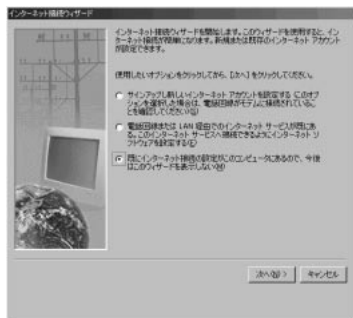 インターネット接続ウィザード
インターネット接続ウィザードを開始します。このウィザードを使用すると、イン
ターネット接続が簡単になります。新規または既存のインターネット アカウント
が設定できます。
使用したいオプションをクリックしてから、[次へ] をクリックしてください。
サインアップし新しいインターネット アカウントを設定する (このオプ
ションを選択した場合は、電話回線がモデムに接続されているこ
とを確認してください)(I)
電話回線または LAN 経由でのインターネット サービスが既にあ
る。このインターネット サービスへ接続できるようにインターネット ソ
フトウェアを設定する(E)
既にインターネット接続の設定がこのコンピュータにあるので、今後
はこのウィザードを表示しない(W)
次へ(N) >
キャンセル